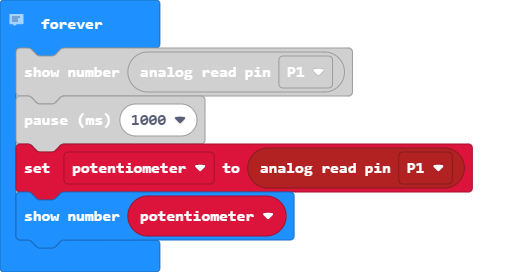 forever
show number analog read pin P1
pause (ms) 1000
set potentiometer to analog read pin P1
show number potentiometer